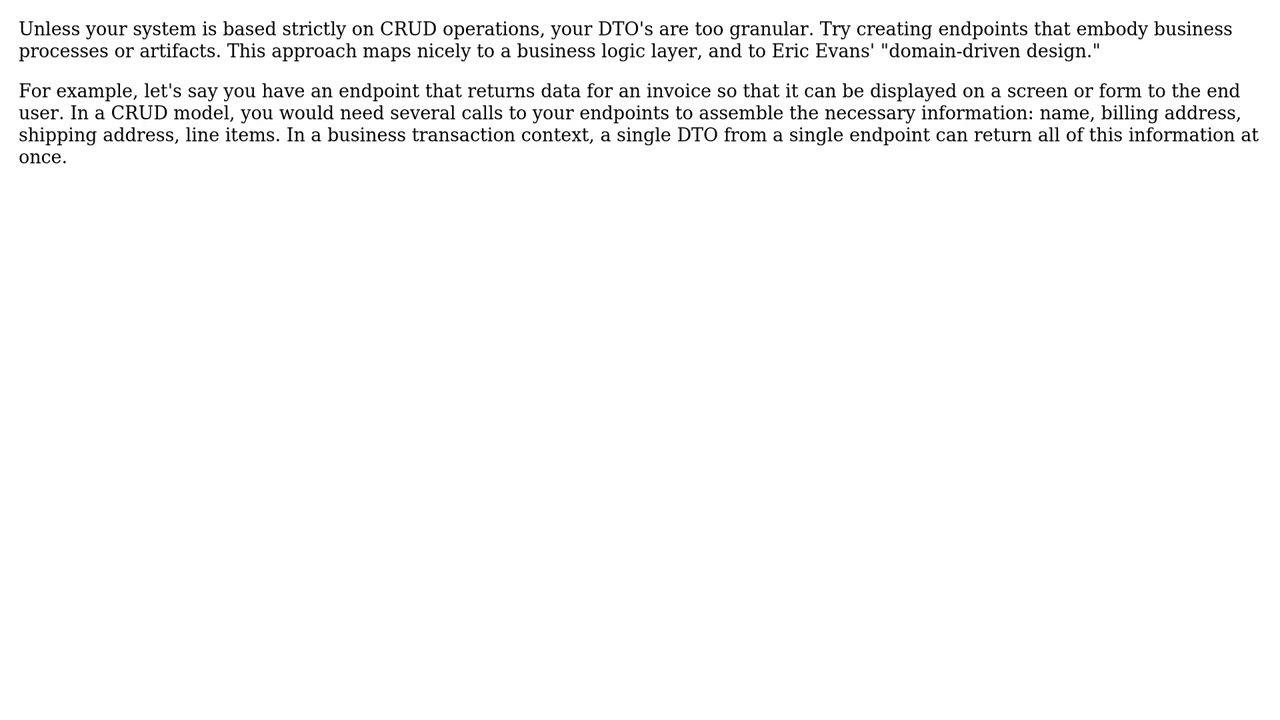 Unless your system is based strictly on CRUD operations, your DTO's are too granular. Try creating endpoints that embody business
processes or artifacts. This approach maps nicely to a business logic layer, and to Eric Evans' "domain-driven design."
For example, let's say you have an endpoint that returns data for an invoice so that it can be displayed on a screen or form to the end
user. In a CRUD model, you would need several calls to your endpoints to assemble the necessary information: name, billing address,
shipping address, line items. In a business transaction context, a single DTO from a single endpoint can return all of this information at
once.